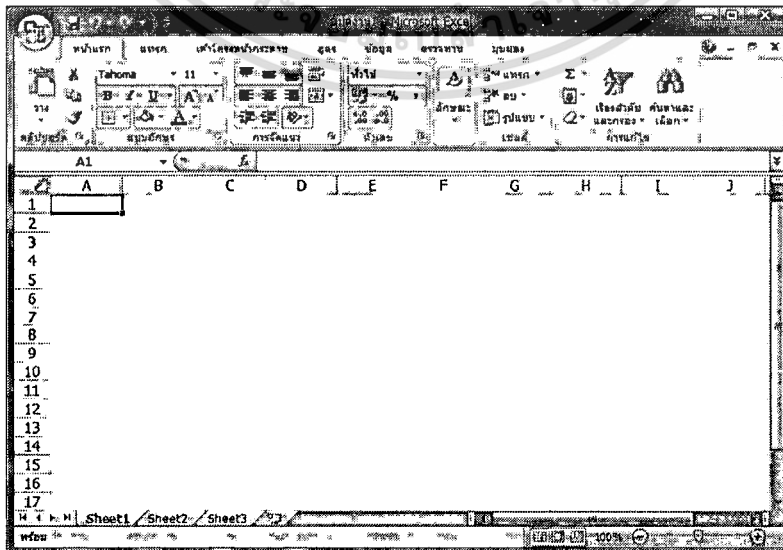 Microsoft Excel
หน้าแรก แทรก เค้าโครงหน้ากระดาษ สูตร ข้อมูล ตรวจทาน มุมมอง
Tahoma 11 ทั่วไป แทรก Σ
B I U A A % , ลบ
วาง A ลักษณะ รูปแบบ เรียงลำดับ และกรอง ค้นหาและ เลือก
คลิปบอร์ด แบบอักษร การจัดแนว ตัวเลข เซลล์ การแก้ไข
A1 fx
A B C D E F G H I J
1
2
3
4
5
6
7
8
9
10
11
12
13
14
15
16
17
Sheet1 Sheet2 Sheet3
พร้อม 100%